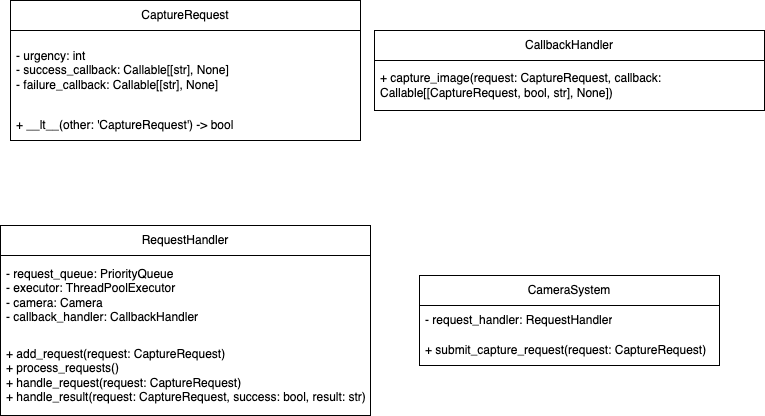 CaptureRequest
- urgency: int
- success_callback: Callable[[str], None]
- failure_callback: Callable[[str], None]
+ __lt__(other: 'CaptureRequest') -> bool
CallbackHandler
+ capture_image(request: CaptureRequest, callback:
Callable[[CaptureRequest, bool, str], None])
RequestHandler
- request_queue: PriorityQueue
- executor: ThreadPoolExecutor
- camera: Camera
- callback_handler: CallbackHandler
+ add_request(request: CaptureRequest)
+ process_requests()
+ handle_request(request: CaptureRequest)
+ handle_result(request: CaptureRequest, success: bool, result: str)
CameraSystem
- request_handler: RequestHandler
+ submit_capture_request(request: CaptureRequest)